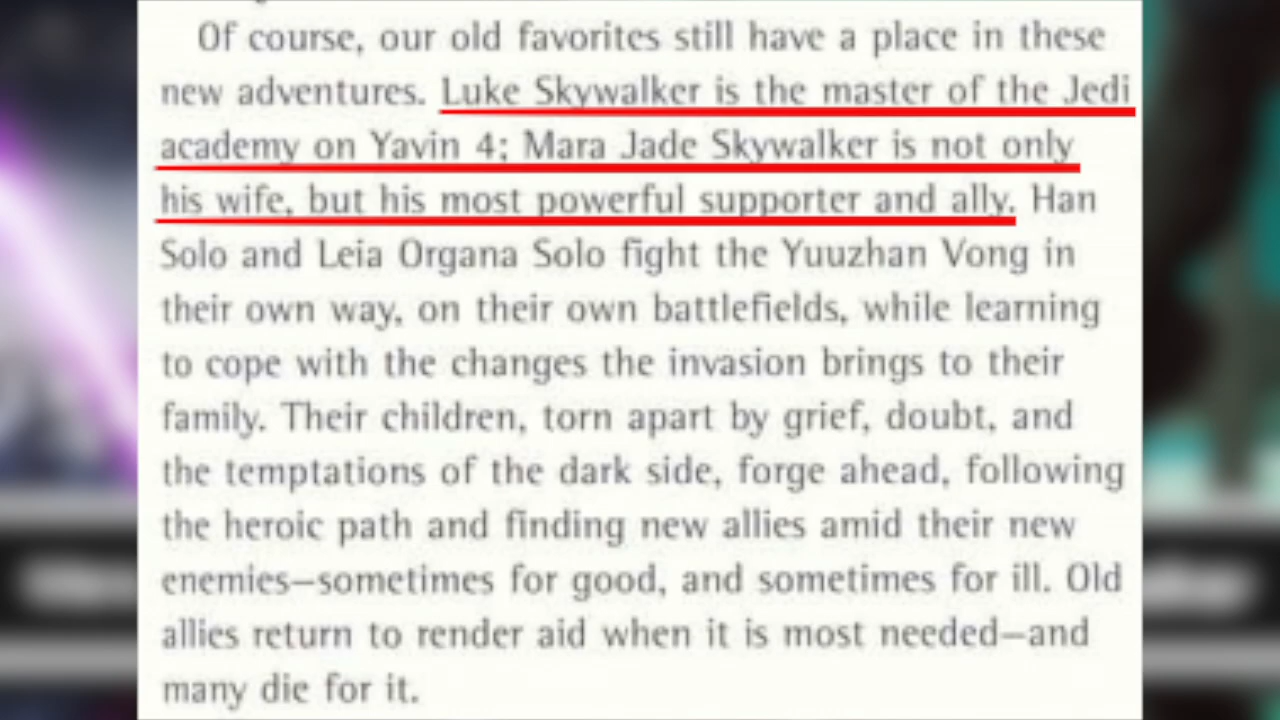 Of course, our old favorites still have a place in these
new adventures. Luke Skywalker is the master of the Jedi
academy on Yavin 4; Mara Jade Skywalker is not only
his wife, but his most powerful supporter and ally. Han
Solo and Leia Organa Solo fight the Yuuzhan Vong in
their own way, on their own battlefields, while learning
to cope with the changes the invasion brings to their
family. Their children, torn apart by grief, doubt, and
the temptations of the dark side, forge ahead, following
the heroic path and finding new allies amid their new
enemies—sometimes for good, and sometimes for ill. Old
allies return to render aid when it is most needed—and
many die for it.